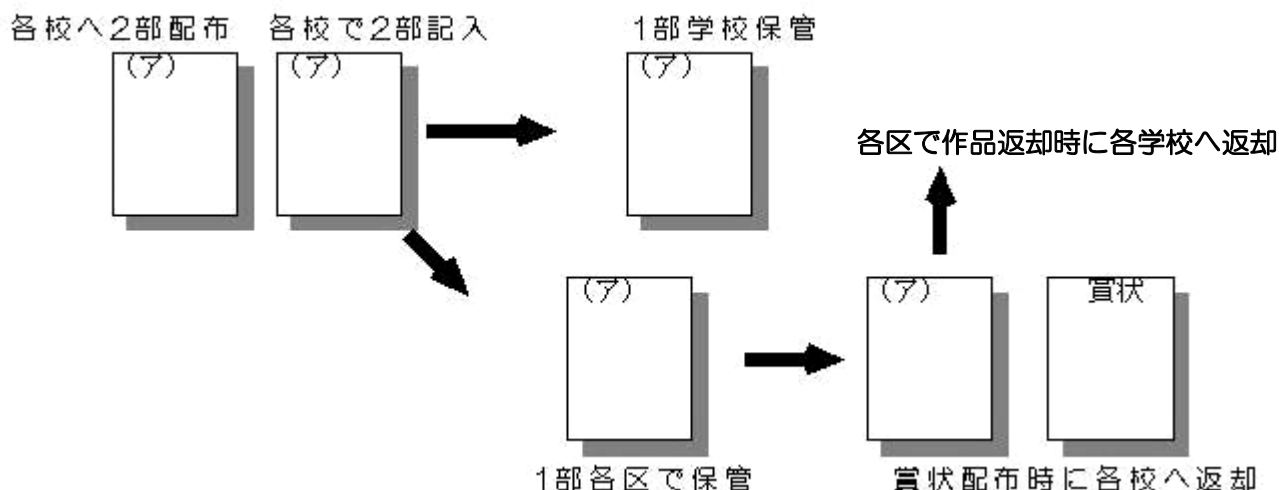 各校へ2部配布
各校で2部記入
1部学校保管
(ア)
(ア)
(ア)
各区で作品返却時に各学校へ返却
(ア)
(ア)
賞状
1部各区で保管
賞状配布時に各校へ返却